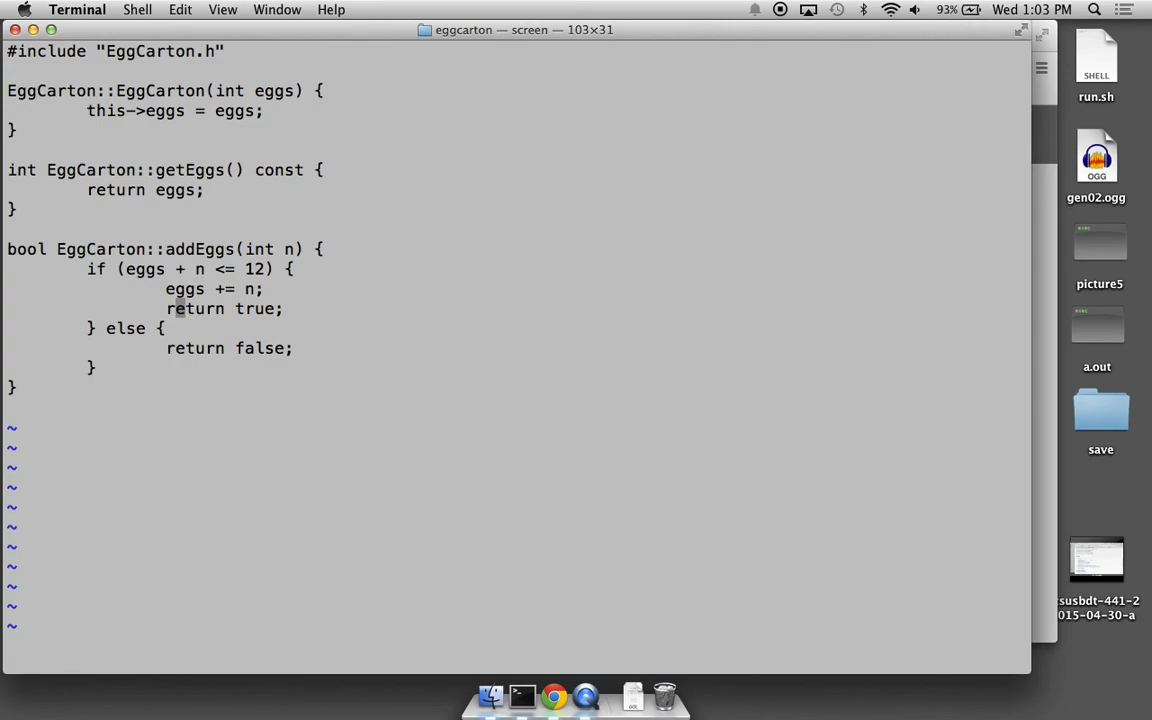 Terminal Shell Edit View Window Help 93% Wed 1:03 PM
eggcarton — screen — 103×31
#include "EggCarton.h"
EggCarton::EggCarton(int eggs) {
this->eggs = eggs;
}
int EggCarton::getEggs() const {
return eggs;
}
bool EggCarton::addEggs(int n) {
if (eggs + n <= 12) {
eggs += n;
return true;
} else {
return false;
}
}
~
~
~
~
~
~
~
~
~
~
~
SHELL
run.sh
OGG
gen02.ogg
picture5
a.out
save
susbdt-441-2
015-04-30-a